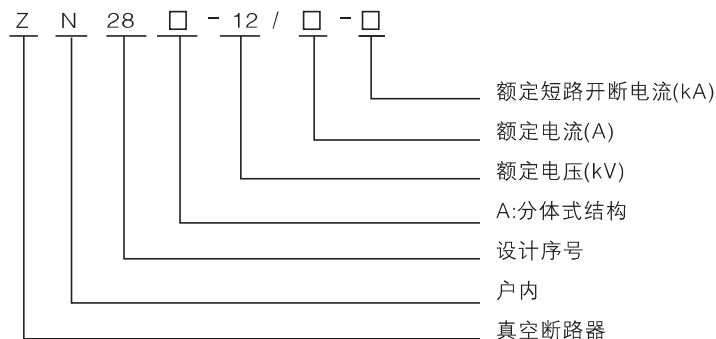 ZN28□-12/□-□
额定短路开断电流(kA)
额定电流(A)
额定电压(kV)
A:分体式结构
设计序号
户内
真空断路器